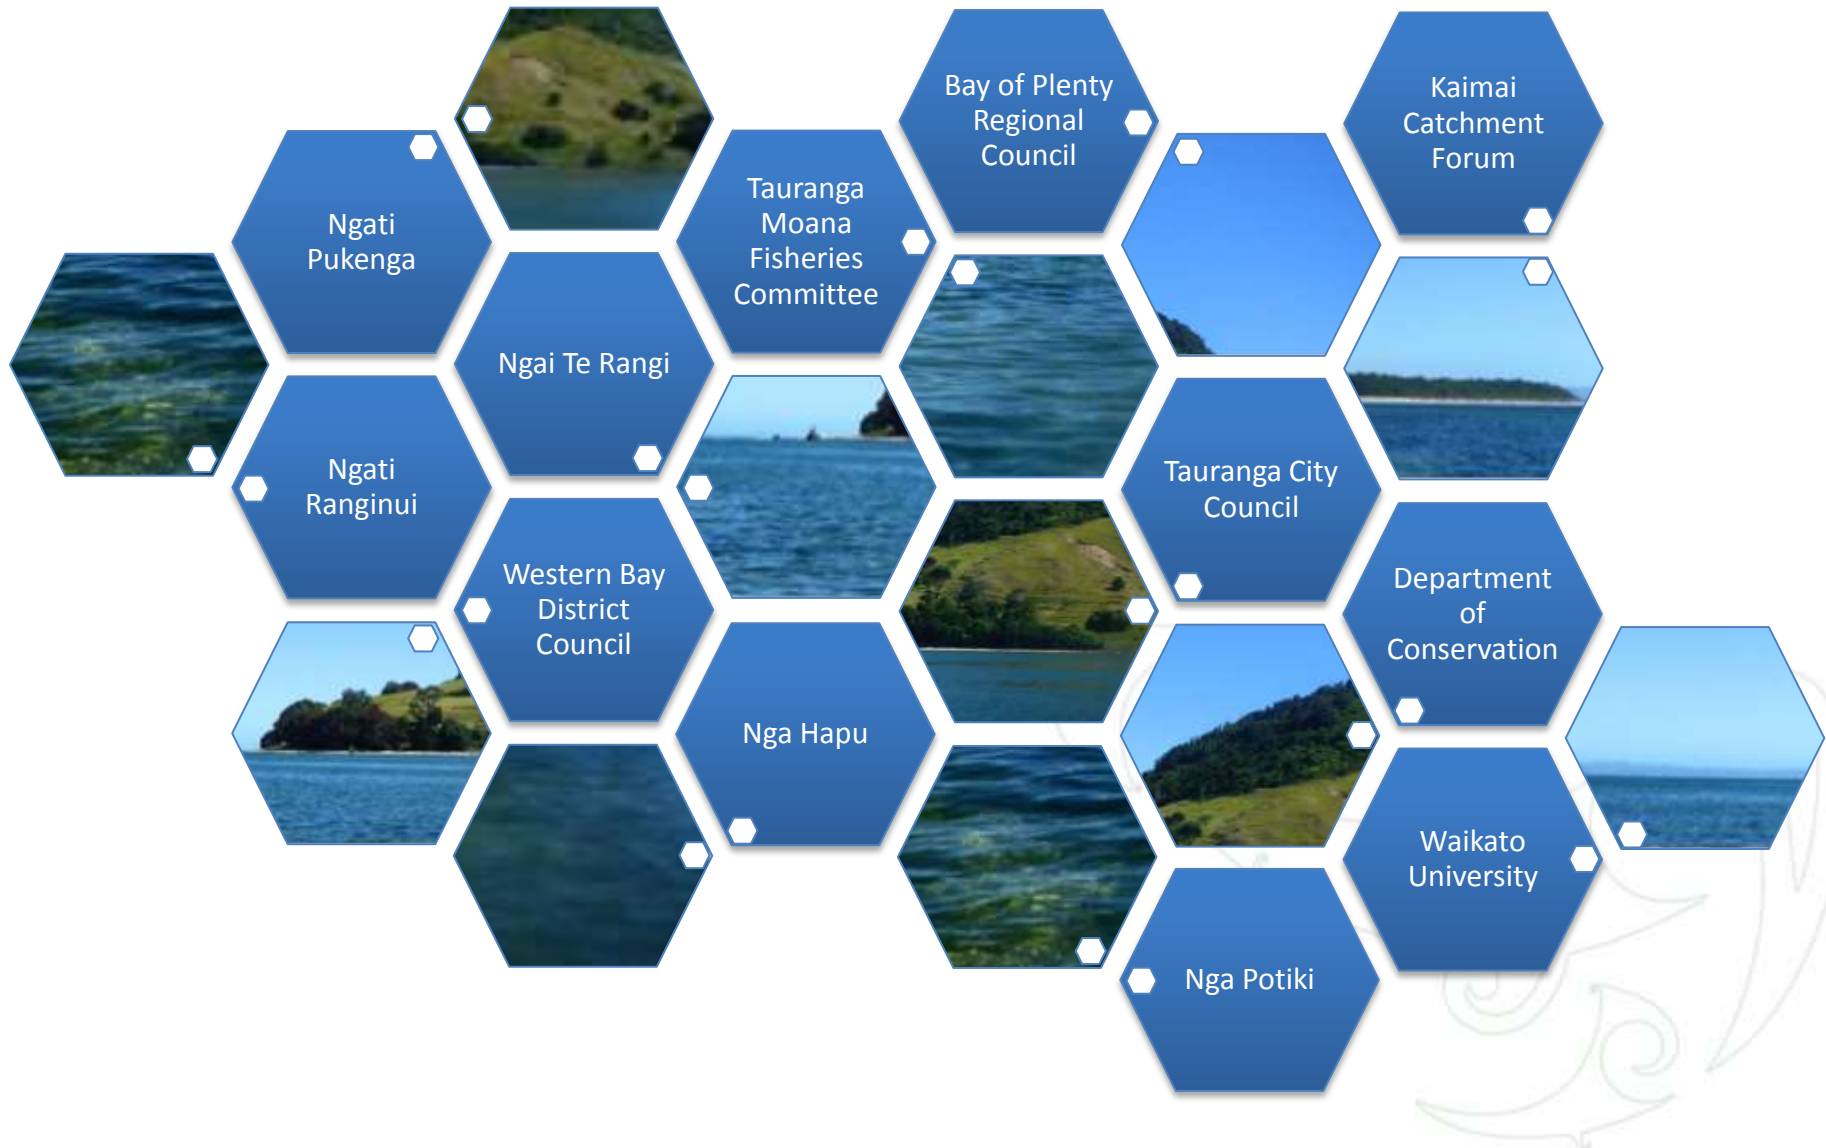 Bay of Plenty
Regional
Council
Kaimai
Catchment
Forum
Ngati
Pukenga
Tauranga
Moana
Fisheries
Committee
Ngai Te Rangi
Ngati
Ranginui
Tauranga City
Council
Western Bay
District
Council
Department
of
Conservation
Nga Hapu
Waikato
University
Nga Potiki